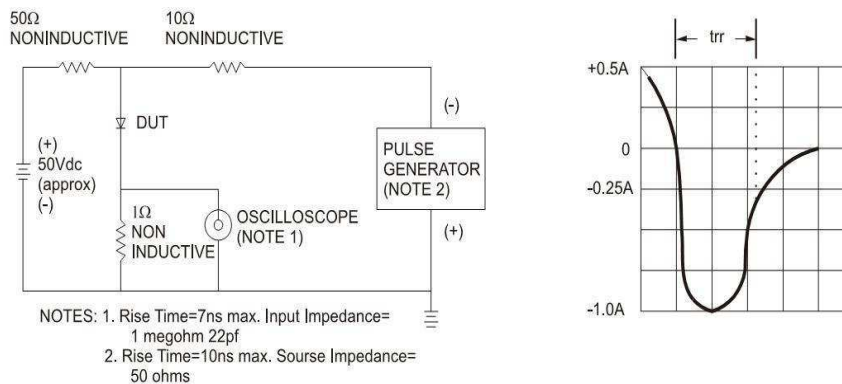 50Ω
NONINDUCTIVE
10Ω
NONINDUCTIVE
DUT
(+)
50Vdc
(approx)
(-)
1Ω
NON
INDUCTIVE
OSCILLOSCOPE
(NOTE 1)
(-)
PULSE
GENERATOR
(NOTE 2)
(+)
NOTES: 1. Rise Time=7ns max. Input Impedance=
1 megohm 22pf
2. Rise Time=10ns max. Sourse Impedance=
50 ohms
trr
+0.5A
0
-0.25A
-1.0A